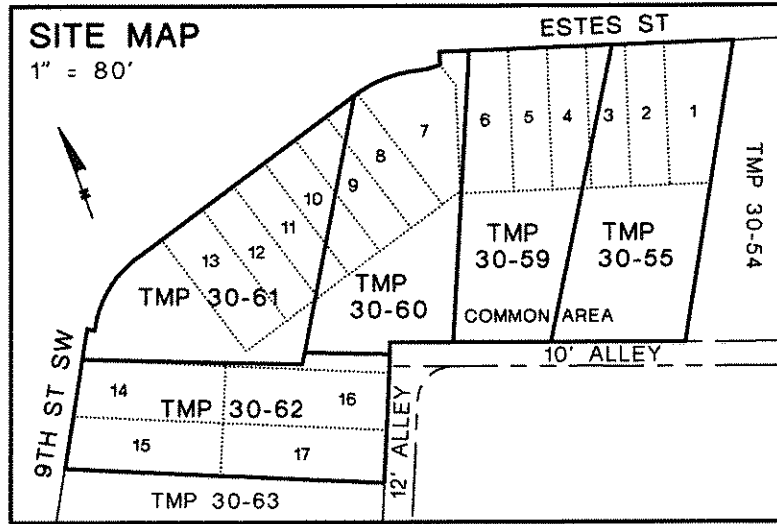 SITE MAP
1" = 80'
ESTES ST
7
6
5
4
3
2
1
8
9
10
11
12
13
TMP 30-54
TMP
30-59
TMP
30-55
TMP 30-61
TMP
30-60
COMMON AREA
10' ALLEY
9TH ST SW
14
TMP 30-62
16
15
17
12' ALLEY
TMP 30-63